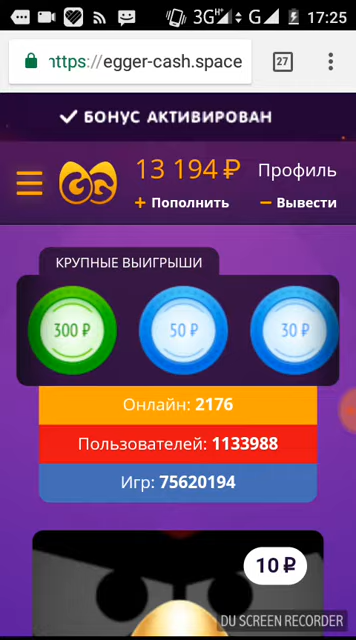 3G H+ G 17:25
https://egger-cash.space 27
БОНУС АКТИВИРОВАН
13 194 ₽ Профиль
+ Пополнить − Вывести
КРУПНЫЕ ВЫИГРЫШИ
300 ₽ 50 ₽ 30 ₽
Онлайн: 2176
Пользователей: 1133988
Игр: 75620194
10 ₽
DU SCREEN RECORDER